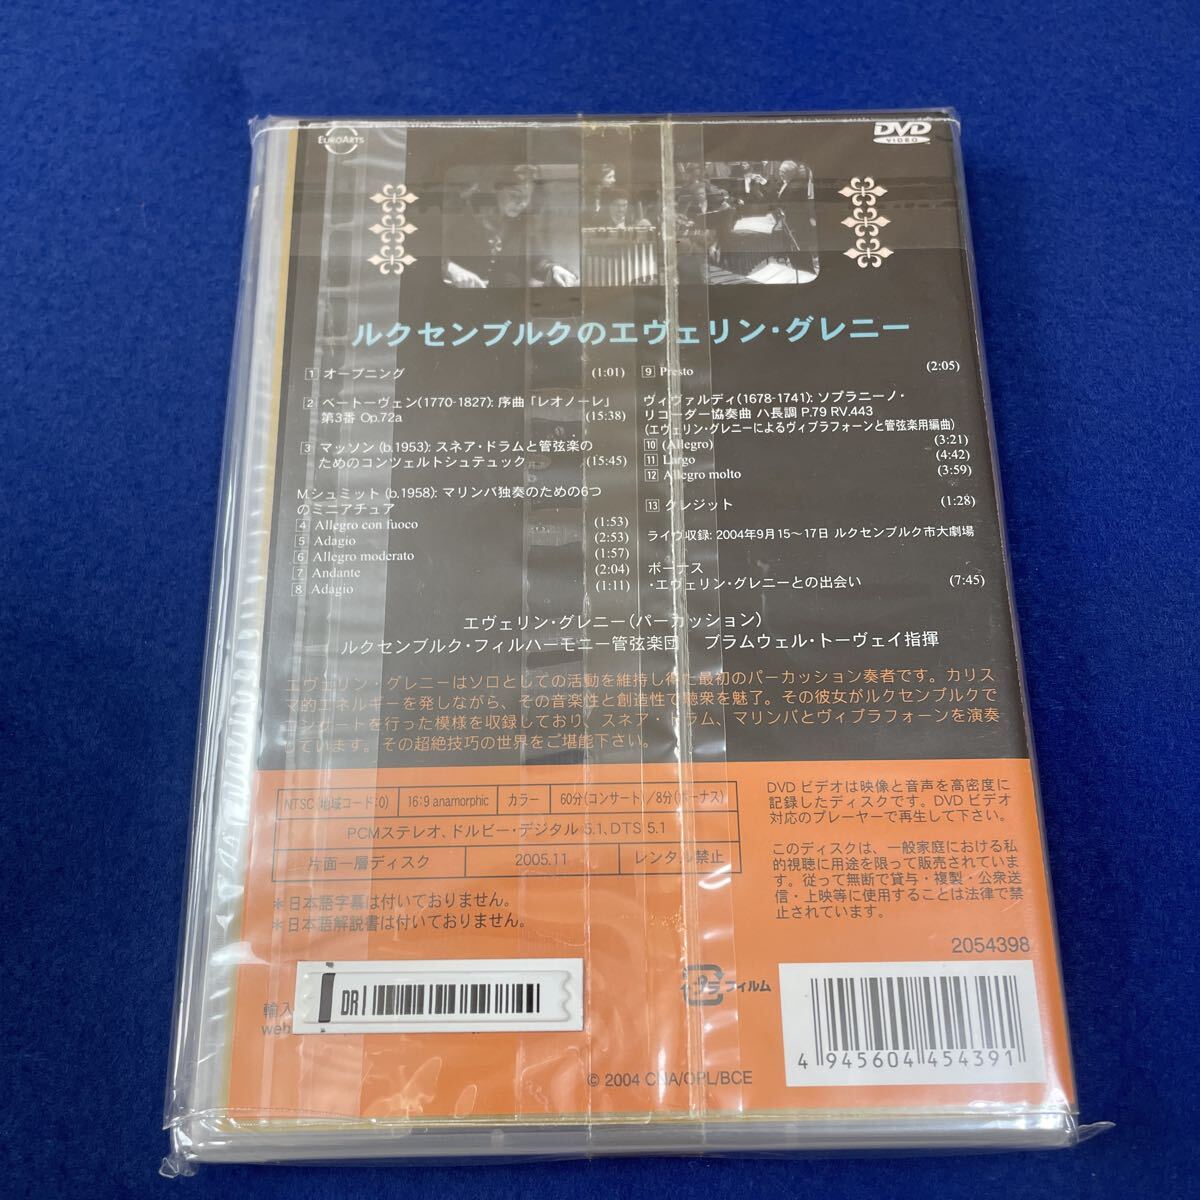 EUROARTS
DVD
VIDEO
ルクセンブルクのエヴェリン・グレニー
1 オープニング (1:01)
2 ベートーヴェン(1770-1827): 序曲「レオノーレ」
第3番 Op.72a (15:38)
3 マッソン (b.1953): スネア・ドラムと管弦楽の
ためのコンツェルトシュテュック (15:45)
M.シュミット (b.1958): マリンバ独奏のための6つ
のミニアチュア
4 Allegro con fuoco (1:53)
5 Adagio (2:53)
6 Allegro moderato (1:57)
7 Andante (2:04)
8 Adagio (1:11)
9 Presto (2:05)
ヴィヴァルディ(1678-1741): ソプラニーノ・
リコーダー協奏曲 ハ長調 P.79 RV.443
(エヴェリン・グレニーによるヴィブラフォーンと管弦楽用編曲)
10 (Allegro) (3:21)
11 Largo (4:42)
12 Allegro molto (3:59)
13 クレジット (1:28)
ライヴ収録: 2004年9月15〜17日 ルクセンブルク市大劇場
ボーナス
・エヴェリン・グレニーとの出会い (7:45)
エヴェリン・グレニー(パーカッション)
ルクセンブルク・フィルハーモニー管弦楽団 ブラムウェル・トーヴェイ指揮
エヴェリン・グレニーはソロとしての活動を維持し得た最初のパーカッション奏者です。カリス
マ的エネルギーを発しながら、その音楽性と創造性で聴衆を魅了。その彼女がルクセンブルクで
コンサートを行った模様を収録しており、スネア・ドラム、マリンバとヴィブラフォーンを演奏
しています。その超絶技巧の世界をご堪能下さい。
NTSC (地域コード:0) 16:9 anamorphic カラー 60分(コンサート)/8分(ボーナス)
PCMステレオ、ドルビー・デジタル 5.1、DTS 5.1
片面一層ディスク 2005.11 レンタル禁止
＊日本語字幕は付いておりません。
＊日本語解説書は付いておりません。
DVD ビデオは映像と音声を高密度に
記録したディスクです。DVD ビデオ
対応のプレーヤーで再生して下さい。
このディスクは、一般家庭における私
的視聴に用途を限って販売されていま
す。従って無断で貸与・複製・公衆送
信・上映等に使用することは法律で禁
止されています。
2054398
輸入
web
DR
プラ フィルム
4 945604 454391
© 2004 CNA/OPL/BCE